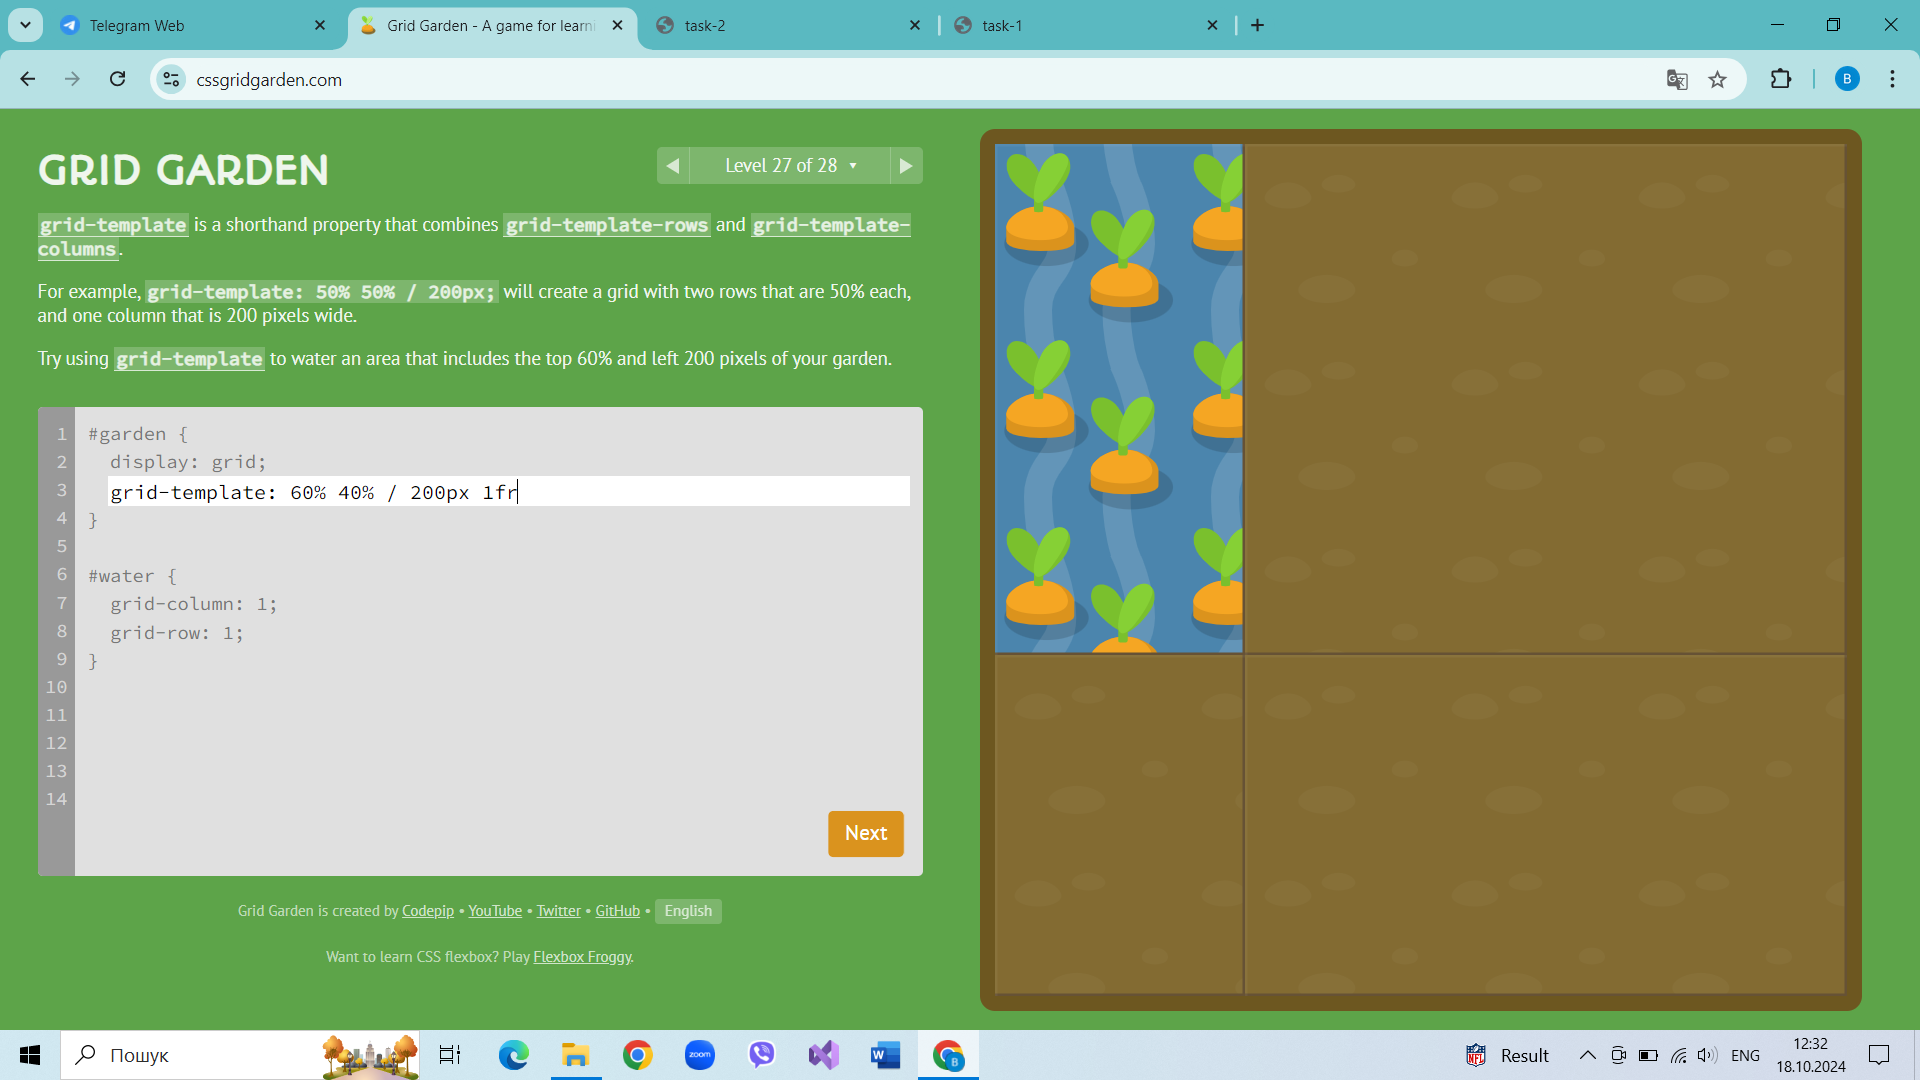 Telegram Web
Grid Garden - A game for learni
task-2
task-1
cssgridgarden.com
B
GRID GARDEN
Level 27 of 28
grid-template is a shorthand property that combines grid-template-rows and grid-template-
columns.
For example, grid-template: 50% 50% / 200px; will create a grid with two rows that are 50% each,
and one column that is 200 pixels wide.
Try using grid-template to water an area that includes the top 60% and left 200 pixels of your garden.
1 #garden {
2 display: grid;
3 grid-template: 60% 40% / 200px 1fr
4 }
5
6 #water {
7 grid-column: 1;
8 grid-row: 1;
9 }
10
11
12
13
14
Next
Grid Garden is created by Codepip • YouTube • Twitter • GitHub • English
Want to learn CSS flexbox? Play Flexbox Froggy.
Пошук
zoom
W
B
NFL
Result
ENG
12:32
18.10.2024